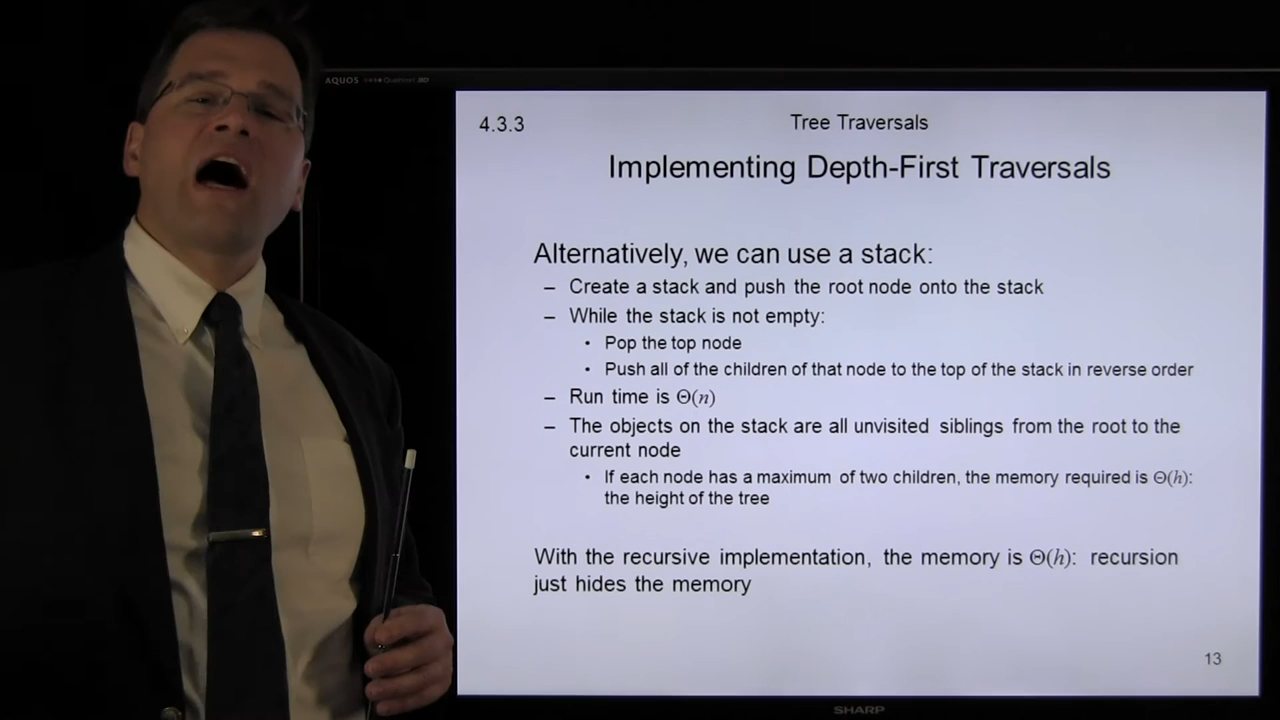 AQUOS
4.3.3
Tree Traversals
Implementing Depth-First Traversals
Alternatively, we can use a stack:
– Create a stack and push the root node onto the stack
– While the stack is not empty:
• Pop the top node
• Push all of the children of that node to the top of the stack in reverse order
– Run time is Θ(n)
– The objects on the stack are all unvisited siblings from the root to the
current node
• If each node has a maximum of two children, the memory required is Θ(h):
the height of the tree
With the recursive implementation, the memory is Θ(h): recursion
just hides the memory
13
SHARP